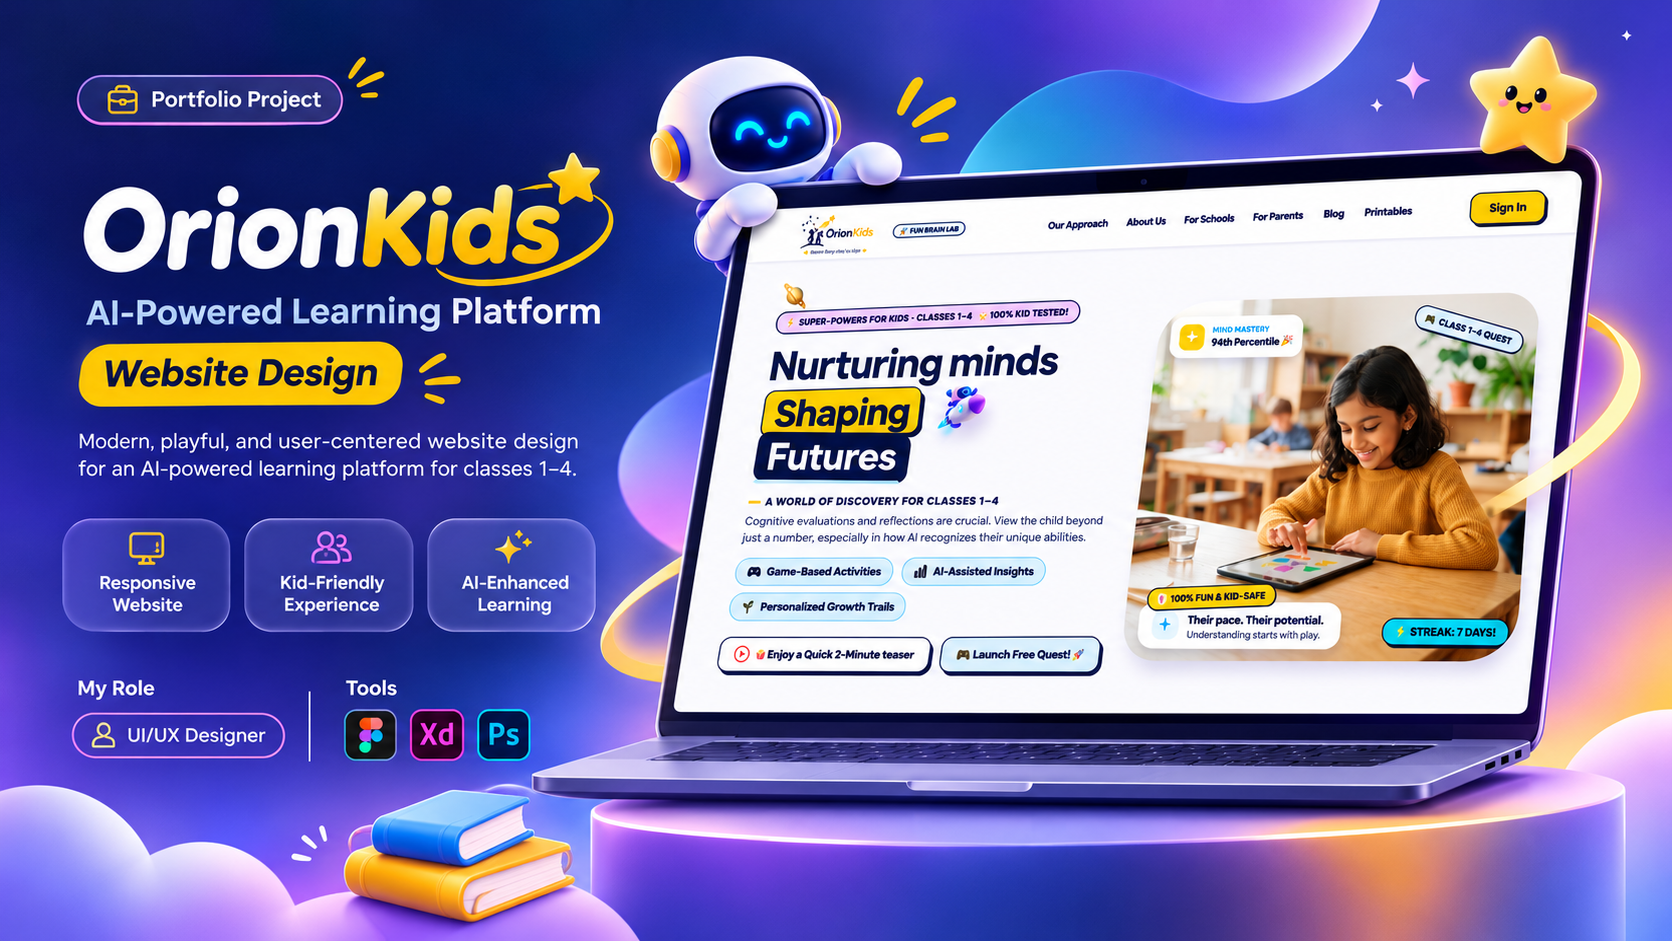 Portfolio Project
OrionKids
AI-Powered Learning Platform
Website Design
Modern, playful, and user-centered website design
for an AI-powered learning platform for classes 1–4.
Responsive
Website
Kid-Friendly
Experience
AI-Enhanced
Learning
My Role
UI/UX Designer
Tools
Xd
Ps
OrionKids
FUN BRAIN LAB
Our Approach
About Us
For Schools
For Parents
Blog
Printables
Sign In
SUPER-POWERS FOR KIDS - CLASSES 1–4 100% KID TESTED!
Nurturing minds
Shaping
Futures
A WORLD OF DISCOVERY FOR CLASSES 1–4
Cognitive evaluations and reflections are crucial. View the child beyond
just a number, especially in how AI recognizes their unique abilities.
Game-Based Activities
AI-Assisted Insights
Personalized Growth Trails
Enjoy a Quick 2-Minute teaser
Launch Free Quest!
MIND MASTERY
94th Percentile
CLASS 1–4 QUEST
100% FUN & KID-SAFE
Their pace. Their potential.
Understanding starts with play.
STREAK: 7 DAYS!